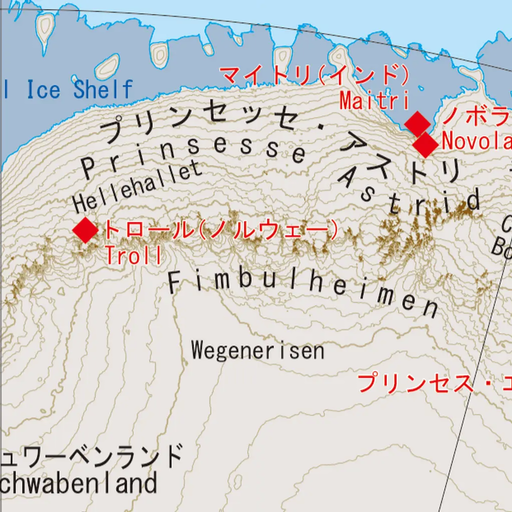 l Ice Shelf
マイトリ(インド)
Maitri
ノボラ
Novola
プリンセッセ・アストリ
Prinsesse Astrid
Hellehallet
トロール(ノルウェー)
Troll
Fimbulheimen
Wegenerisen
プリンセス・エ
ュワーベンランド
chwabenland